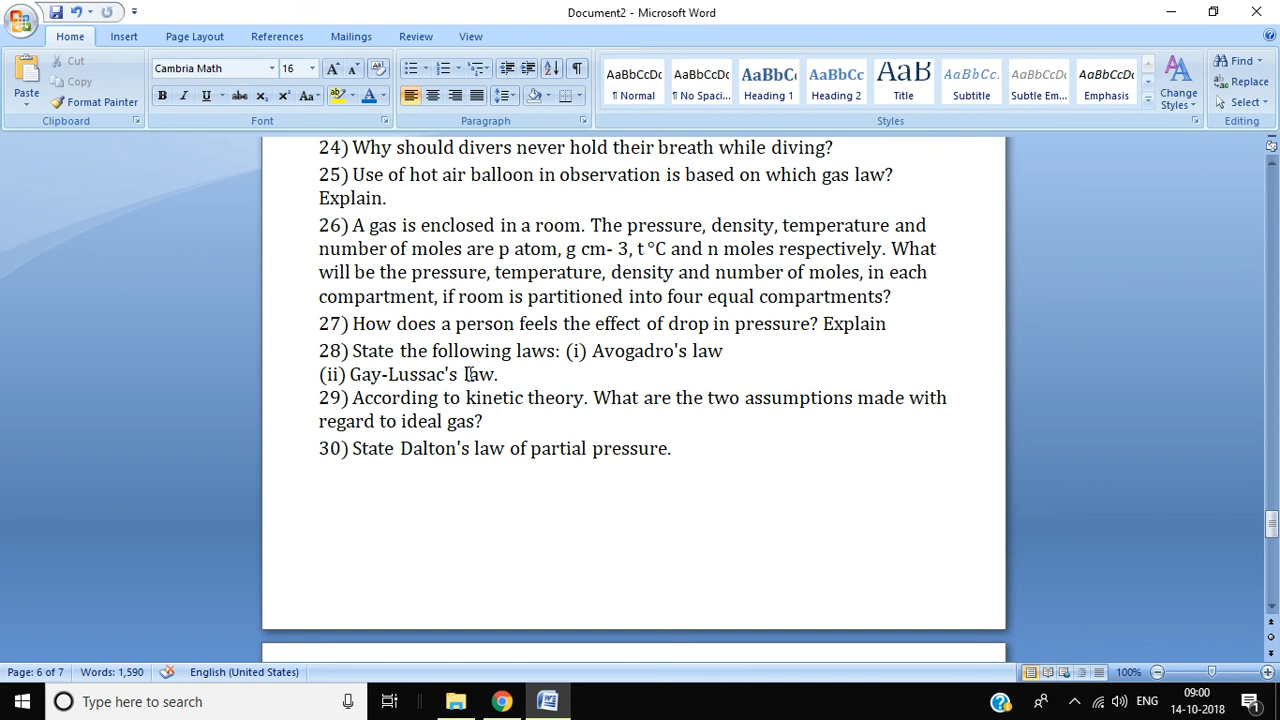 Document2 - Microsoft Word
Home Insert Page Layout References Mailings Review View
Paste
Cut
Copy
Format Painter
Clipboard
Cambria Math 16
Font
Paragraph
AaBbCcDc AaBbCcDc AaBbCc AaBbCc AaB AaBbCc. AaBbCcDc AaBbCcDc
¶ Normal ¶ No Spaci... Heading 1 Heading 2 Title Subtitle Subtle Em... Emphasis
Change Styles
Styles
Find
Replace
Select
Editing
24) Why should divers never hold their breath while diving?
25) Use of hot air balloon in observation is based on which gas law?
Explain.
26) A gas is enclosed in a room. The pressure, density, temperature and
number of moles are p atom, g cm- 3, t °C and n moles respectively. What
will be the pressure, temperature, density and number of moles, in each
compartment, if room is partitioned into four equal compartments?
27) How does a person feels the effect of drop in pressure? Explain
28) State the following laws: (i) Avogadro's law
(ii) Gay-Lussac's law.
29) According to kinetic theory. What are the two assumptions made with
regard to ideal gas?
30) State Dalton's law of partial pressure.
Page: 6 of 7 Words: 1,590 English (United States) 100%
Type here to search
ENG
09:00
14-10-2018